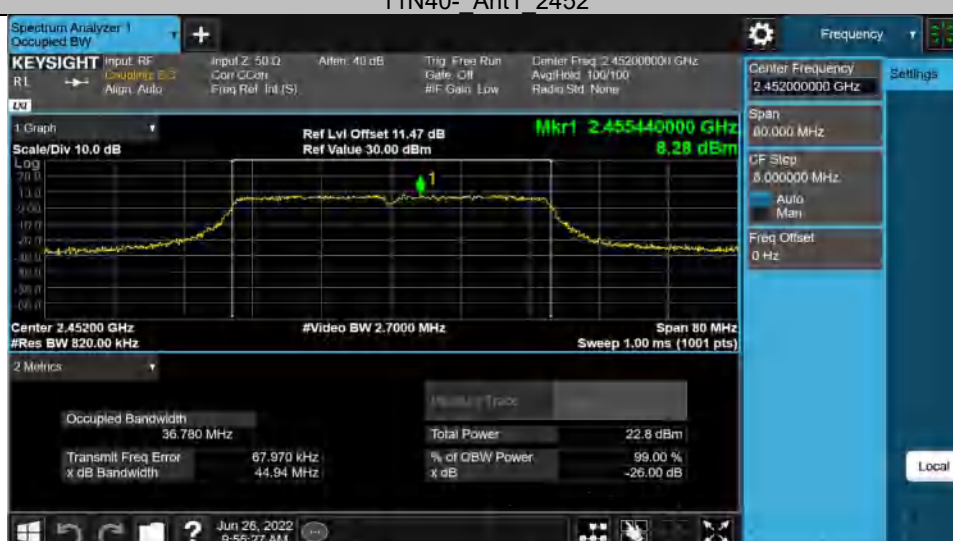 11N40-_Ant1_2452
Spectrum Analyzer 1
Occupied BW
Frequency
KEYSIGHT
Input: RF
Input Z: 50 Ω
Atten: 40 dB
Trig: Free Run
Center Freq: 2.452000000 GHz
RL
Corr CCorr
Gate: Off
Avg|Hold: 100/100
Align: Auto
Freq Ref: Int (S)
#IF Gain: Low
Radio Std: None
LXI
Center Frequency
2.452000000 GHz
Settings
Span
80.000 MHz
CF Step
8.000000 MHz
Auto
Man
Freq Offset
0 Hz
1 Graph
Ref Lvl Offset 11.47 dB
Mkr1 2.455440000 GHz
Scale/Div 10.0 dB
Ref Value 30.00 dBm
8.28 dBm
Log
1
Center 2.45200 GHz
#Video BW 2.7000 MHz
Span 80 MHz
#Res BW 820.00 kHz
Sweep 1.00 ms (1001 pts)
2 Metrics
Occupied Bandwidth
36.780 MHz
Total Power
22.8 dBm
Transmit Freq Error
67.970 kHz
% of OBW Power
99.00 %
x dB Bandwidth
44.94 MHz
x dB
-26.00 dB
Local
?
Jun 26, 2022
9:55:27 AM